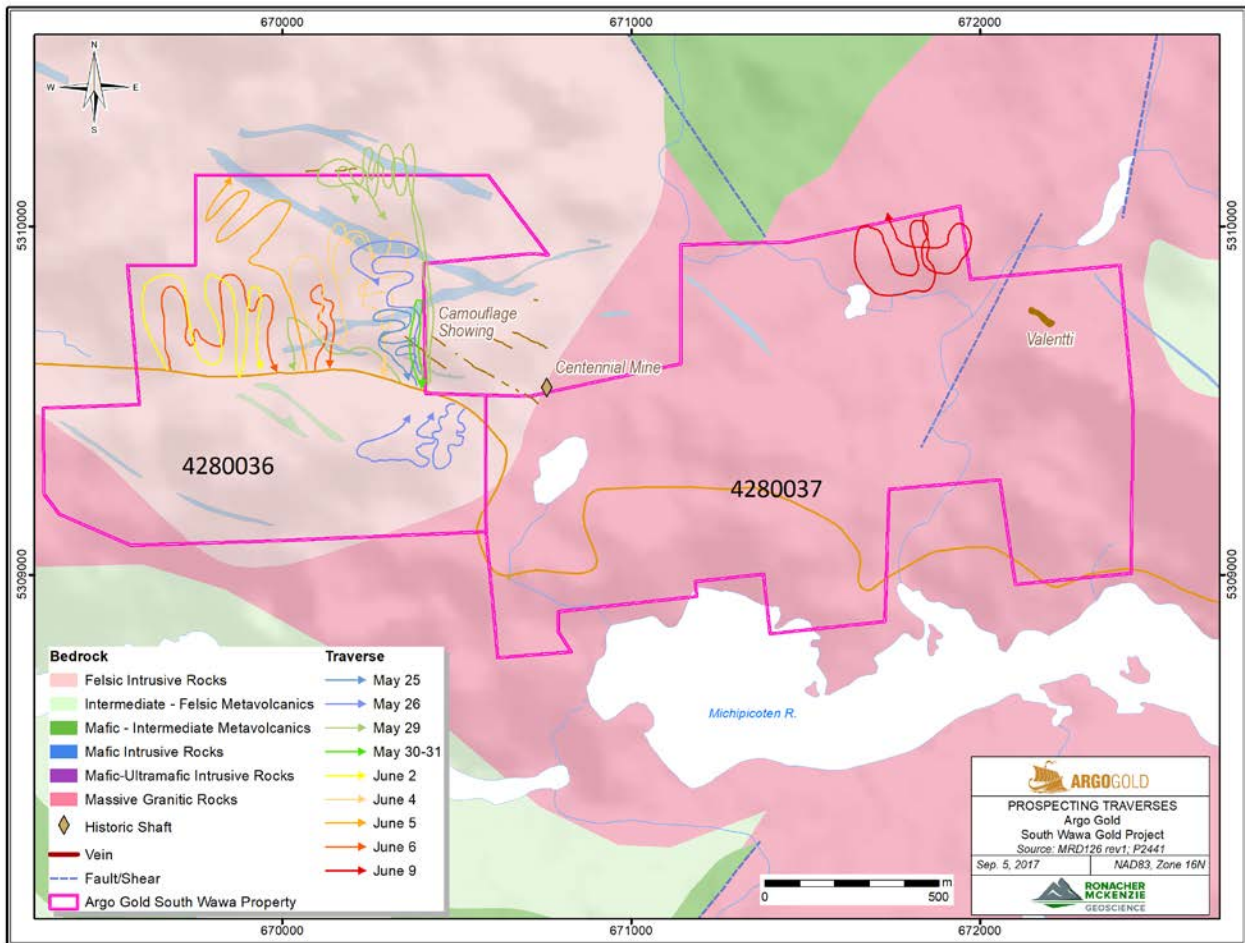 670000
671000
672000
N
W
E
S
5310000
5310000
Camouflage
Showing
Centennial Mine
Valentti
4280036
4280037
5309000
5309000
Michipicoten R.
Bedrock
Felsic Intrusive Rocks
Intermediate - Felsic Metavolcanics
Mafic - Intermediate Metavolcanics
Mafic Intrusive Rocks
Mafic-Ultramafic Intrusive Rocks
Massive Granitic Rocks
Historic Shaft
Vein
Fault/Shear
Argo Gold South Wawa Property
Traverse
May 25
May 26
May 29
May 30-31
June 2
June 4
June 5
June 6
June 9
m
0
500
ARGOGOLD
PROSPECTING TRAVERSES
Argo Gold
South Wawa Gold Project
Source: MRD126 rev1; P2441
Sep. 5, 2017
NAD83, Zone 16N
RONACHER
MCKENZIE
GEOSCIENCE
670000
671000
672000